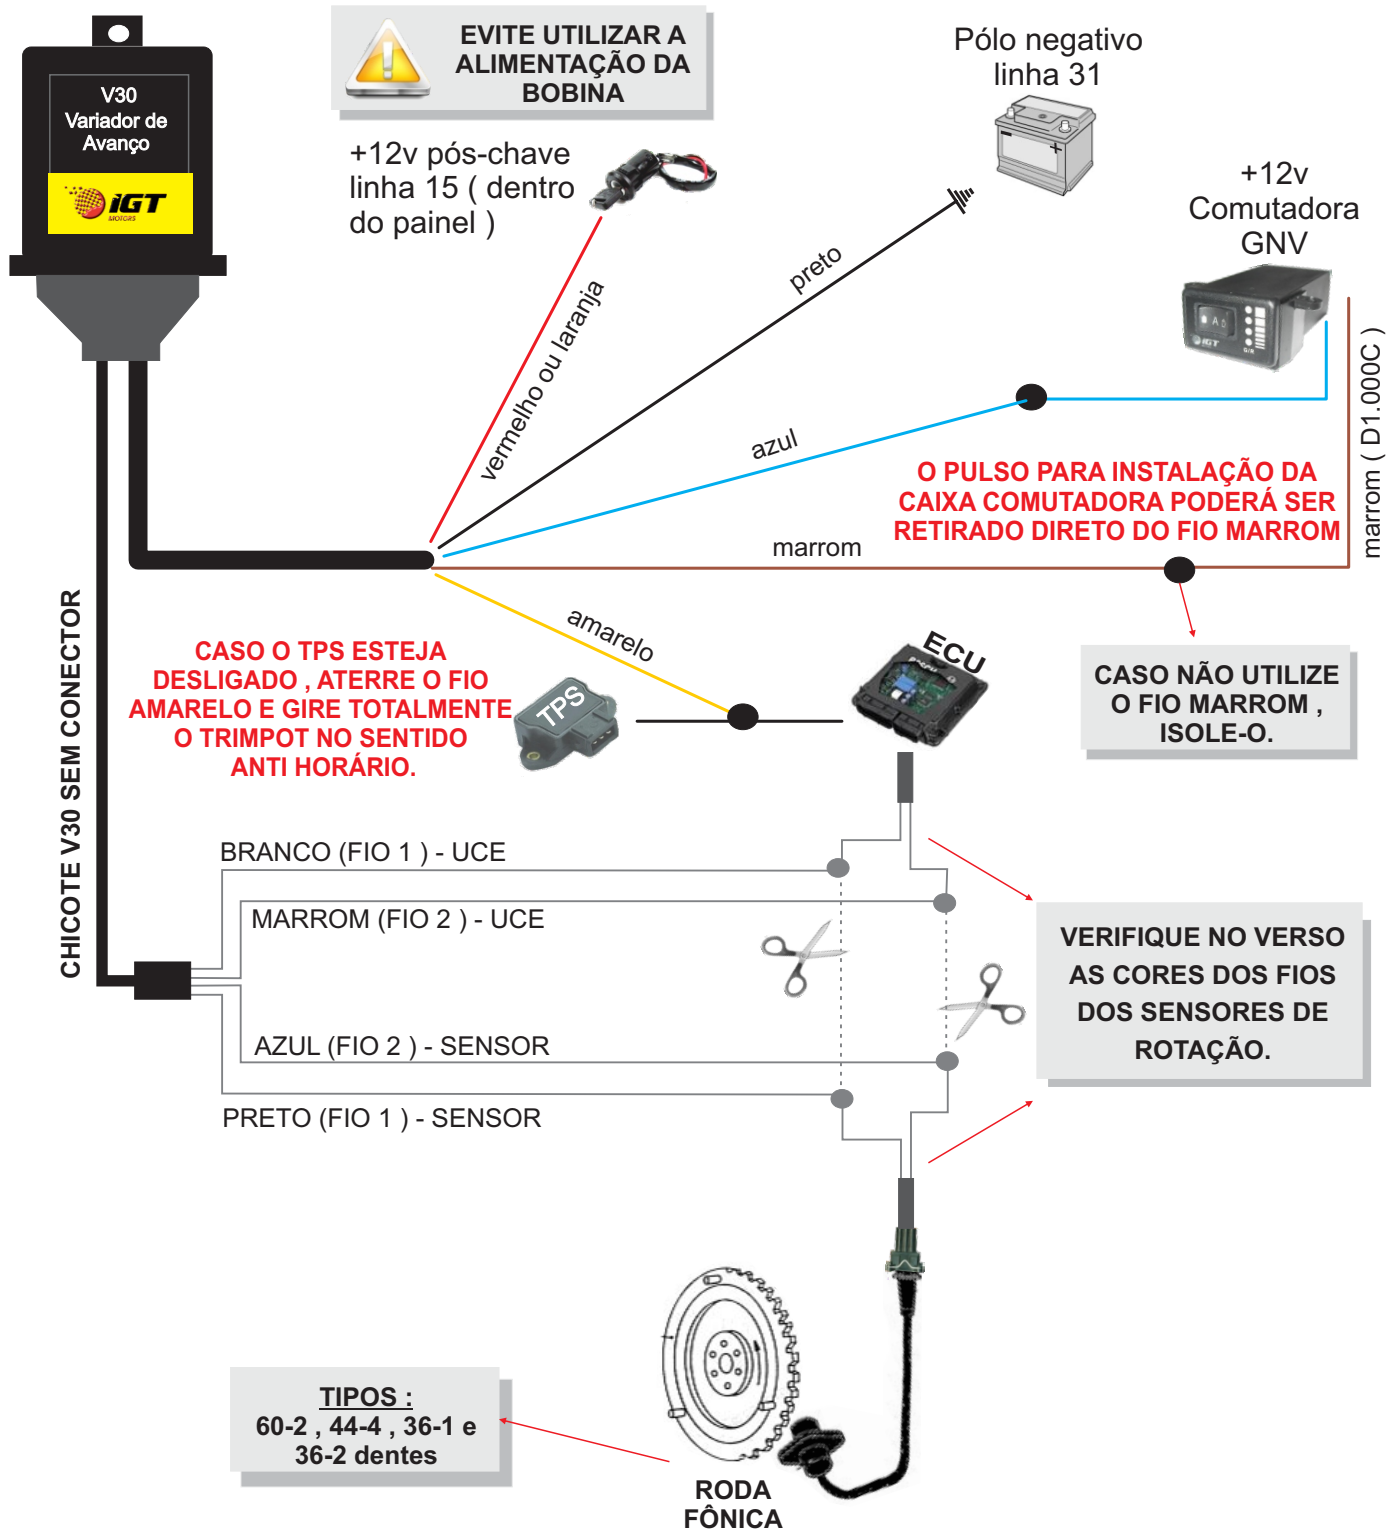 V30
Variador de
Avanço
iGT
MOTORS
EVITE UTILIZAR A
ALIMENTAÇÃO DA
BOBINA
+12v pós-chave
linha 15 ( dentro
do painel )
Pólo negativo
linha 31
+12v
Comutadora
GNV
iGT
G/R
vermelho ou laranja
preto
azul
marrom ( D1.000C )
O PULSO PARA INSTALAÇÃO DA
CAIXA COMUTADORA PODERÁ SER
RETIRADO DIRETO DO FIO MARROM
marrom
amarelo
CASO O TPS ESTEJA
DESLIGADO , ATERRE O FIO
AMARELO E GIRE TOTALMENTE
O TRIMPOT NO SENTIDO
ANTI HORÁRIO.
TPS
ECU
CASO NÃO UTILIZE
O FIO MARROM ,
ISOLE-O.
CHICOTE V30 SEM CONECTOR
BRANCO (FIO 1 ) - UCE
MARROM (FIO 2 ) - UCE
AZUL (FIO 2 ) - SENSOR
PRETO (FIO 1 ) - SENSOR
VERIFIQUE NO VERSO
AS CORES DOS FIOS
DOS SENSORES DE
ROTAÇÃO.
TIPOS :
60-2 , 44-4 , 36-1 e
36-2 dentes
RODA
FÔNICA